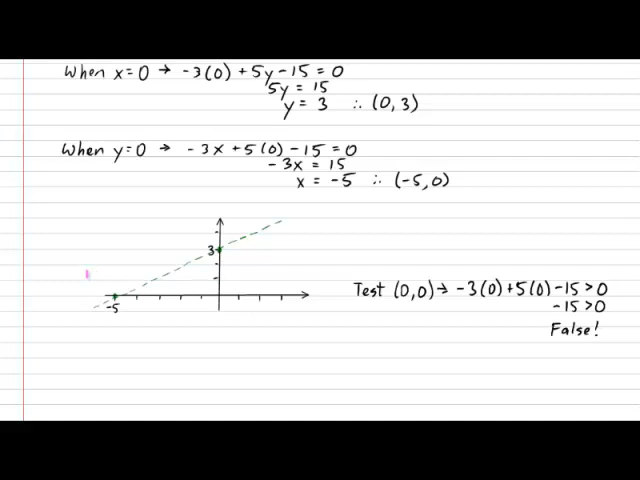 When x=0 → -3(0) + 5y - 15 = 0
5y = 15
y = 3 ∴ (0, 3)
When y=0 → -3x + 5(0) - 15 = 0
-3x = 15
x = -5 ∴ (-5, 0)
3
-5
Test (0,0) → -3(0) + 5(0) - 15 > 0
-15 > 0
False!